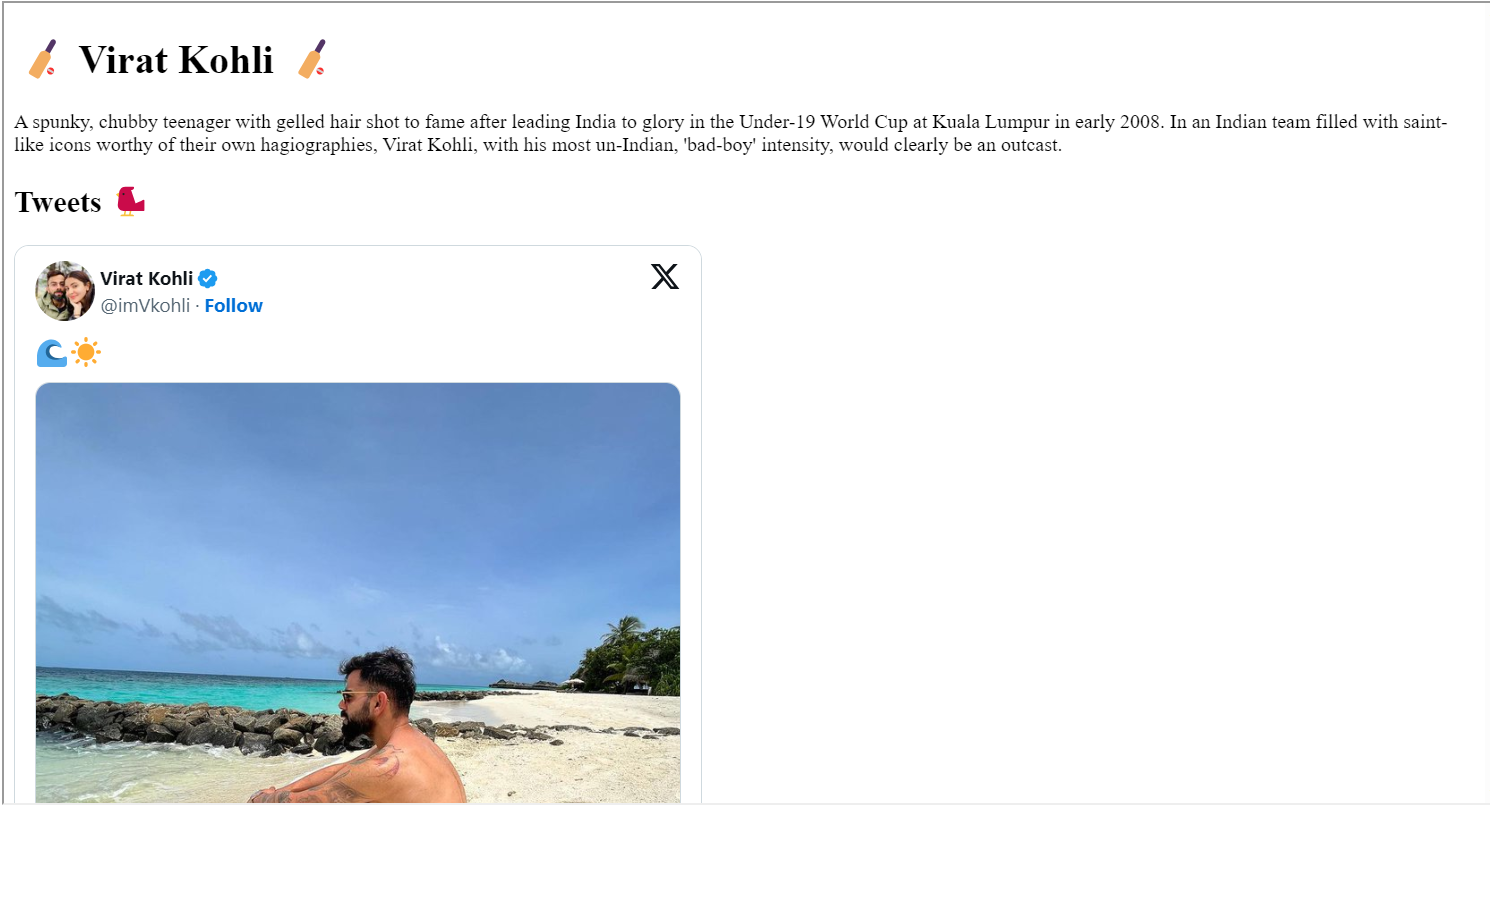 Virat Kohli
A spunky, chubby teenager with gelled hair shot to fame after leading India to glory in the Under-19 World Cup at Kuala Lumpur in early 2008. In an Indian team filled with saint-
like icons worthy of their own hagiographies, Virat Kohli, with his most un-Indian, 'bad-boy' intensity, would clearly be an outcast.
Tweets
Virat Kohli
@imVkohli · Follow